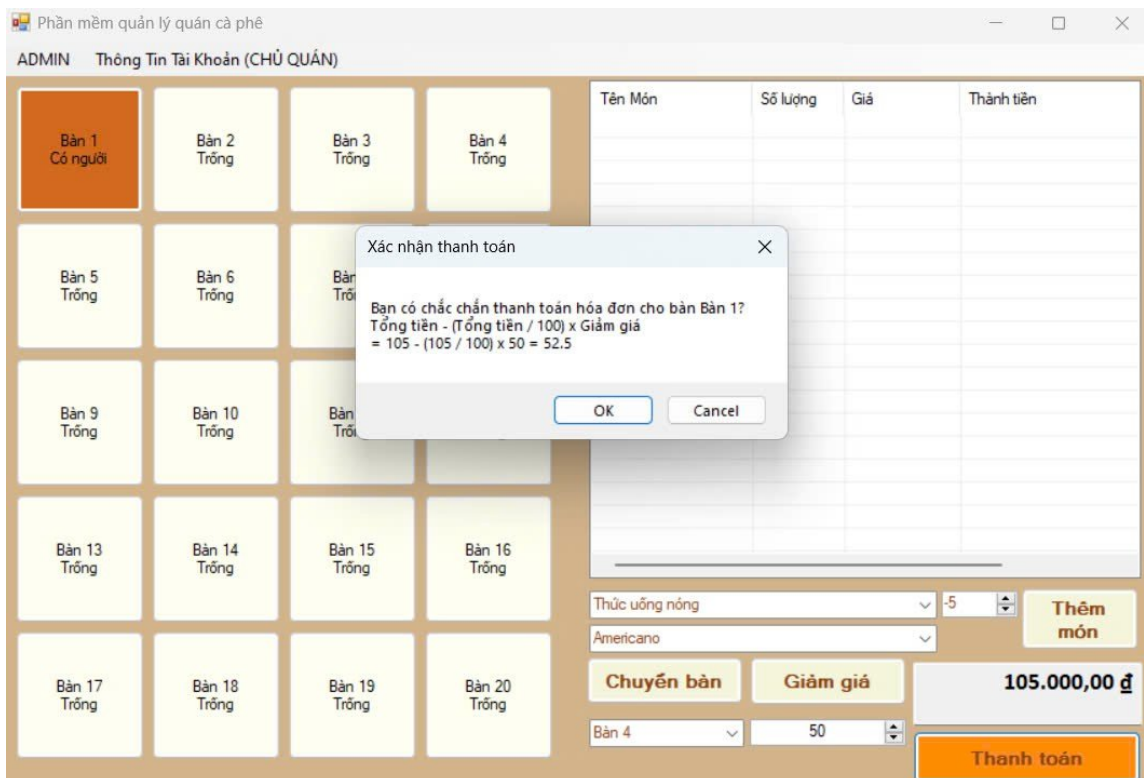 Phần mềm quản lý quán cà phê
ADMIN Thông Tin Tài Khoản (CHỦ QUÁN)
Bàn 1
Có người
Bàn 2
Trống
Bàn 3
Trống
Bàn 4
Trống
Tên Món Số lượng Giá Thành tiền
Bàn 5
Trống
Bàn 6
Trống
Bàn
Xác nhận thanh toán
Bạn có chắc chắn thanh toán hóa đơn cho bàn Bàn 1?
Tổng tiền - (Tổng tiền / 100) x Giảm giá
= 105 - (105 / 100) x 50 = 52.5
OK Cancel
Bàn 9
Trống
Bàn 10
Trống
Bàn
Bàn 13
Trống
Bàn 14
Trống
Bàn 15
Trống
Bàn 16
Trống
Bàn 17
Trống
Bàn 18
Trống
Bàn 19
Trống
Bàn 20
Trống
Thức uống nóng -5
Americano
Thêm
món
Chuyển bàn Giảm giá 105.000,00 ₫
Bàn 4 50
Thanh toán